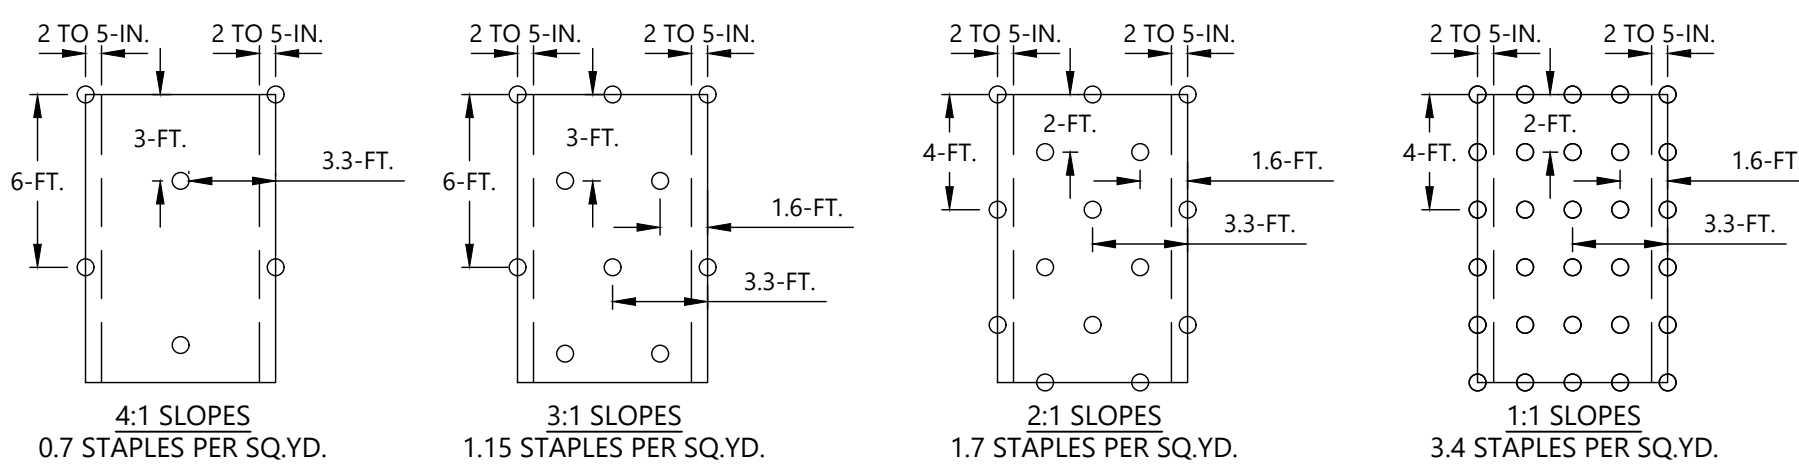 2 TO 5-IN. 2 TO 5-IN.
3-FT.
3.3-FT.
6-FT.
4:1 SLOPES
0.7 STAPLES PER SQ.YD.
2 TO 5-IN. 2 TO 5-IN.
3-FT.
6-FT.
1.6-FT.
3.3-FT.
3:1 SLOPES
1.15 STAPLES PER SQ.YD.
2 TO 5-IN. 2 TO 5-IN.
2-FT.
4-FT.
1.6-FT.
3.3-FT.
2:1 SLOPES
1.7 STAPLES PER SQ.YD.
2 TO 5-IN. 2 TO 5-IN.
2-FT.
4-FT.
1.6-FT.
3.3-FT.
1:1 SLOPES
3.4 STAPLES PER SQ.YD.